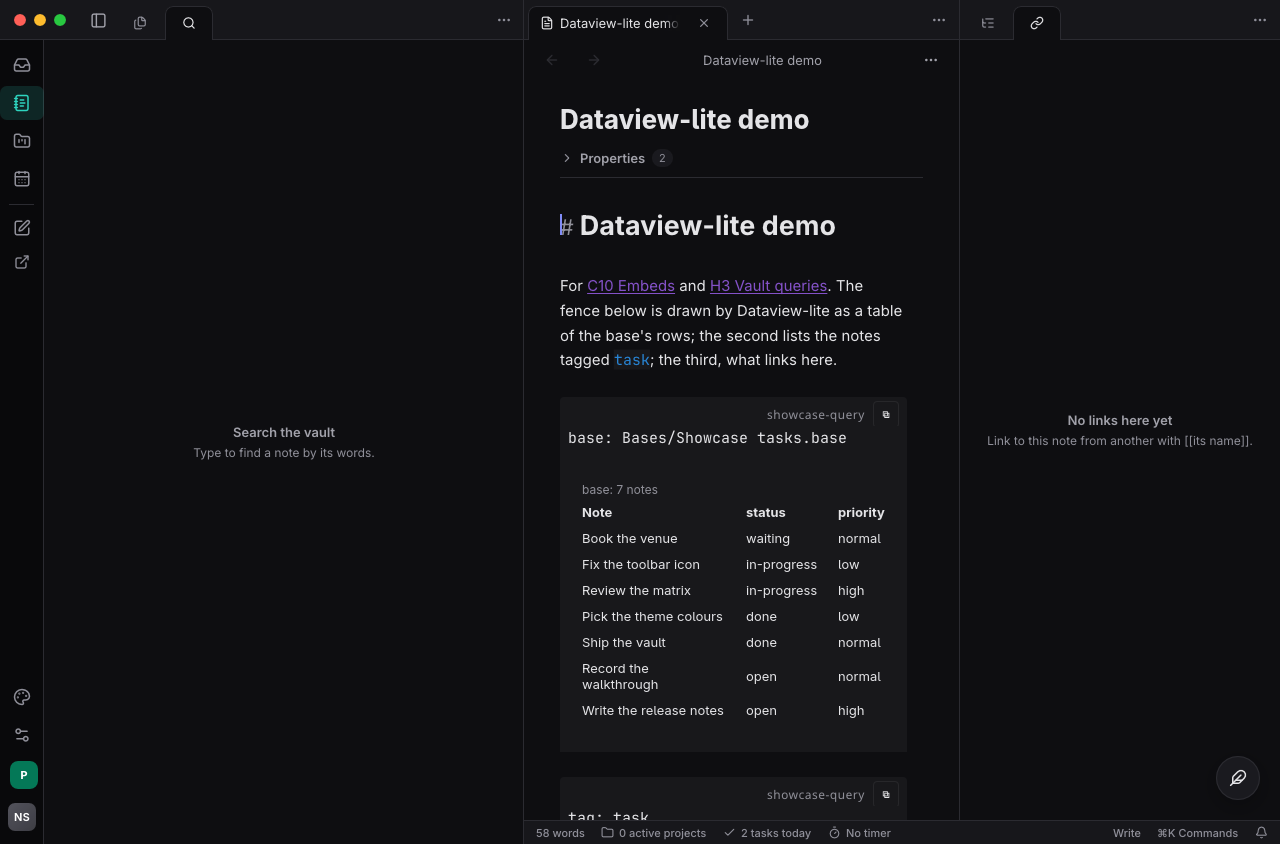 Dataview-lite demo
Dataview-lite demo
Dataview-lite demo
Properties 2
# Dataview-lite demo
For C10 Embeds and H3 Vault queries. The
fence below is drawn by Dataview-lite as a table
of the base's rows; the second lists the notes
tagged task; the third, what links here.
showcase-query
base: Bases/Showcase tasks.base
base: 7 notes
Note status priority
Book the venue waiting normal
Fix the toolbar icon in-progress low
Review the matrix in-progress high
Pick the theme colours done low
Ship the vault done normal
Record the
walkthrough open normal
Write the release notes open high
showcase-query
tag: task
Search the vault
Type to find a note by its words.
No links here yet
Link to this note from another with [[its name]].
P
NS
58 words 0 active projects 2 tasks today No timer Write ⌘K Commands